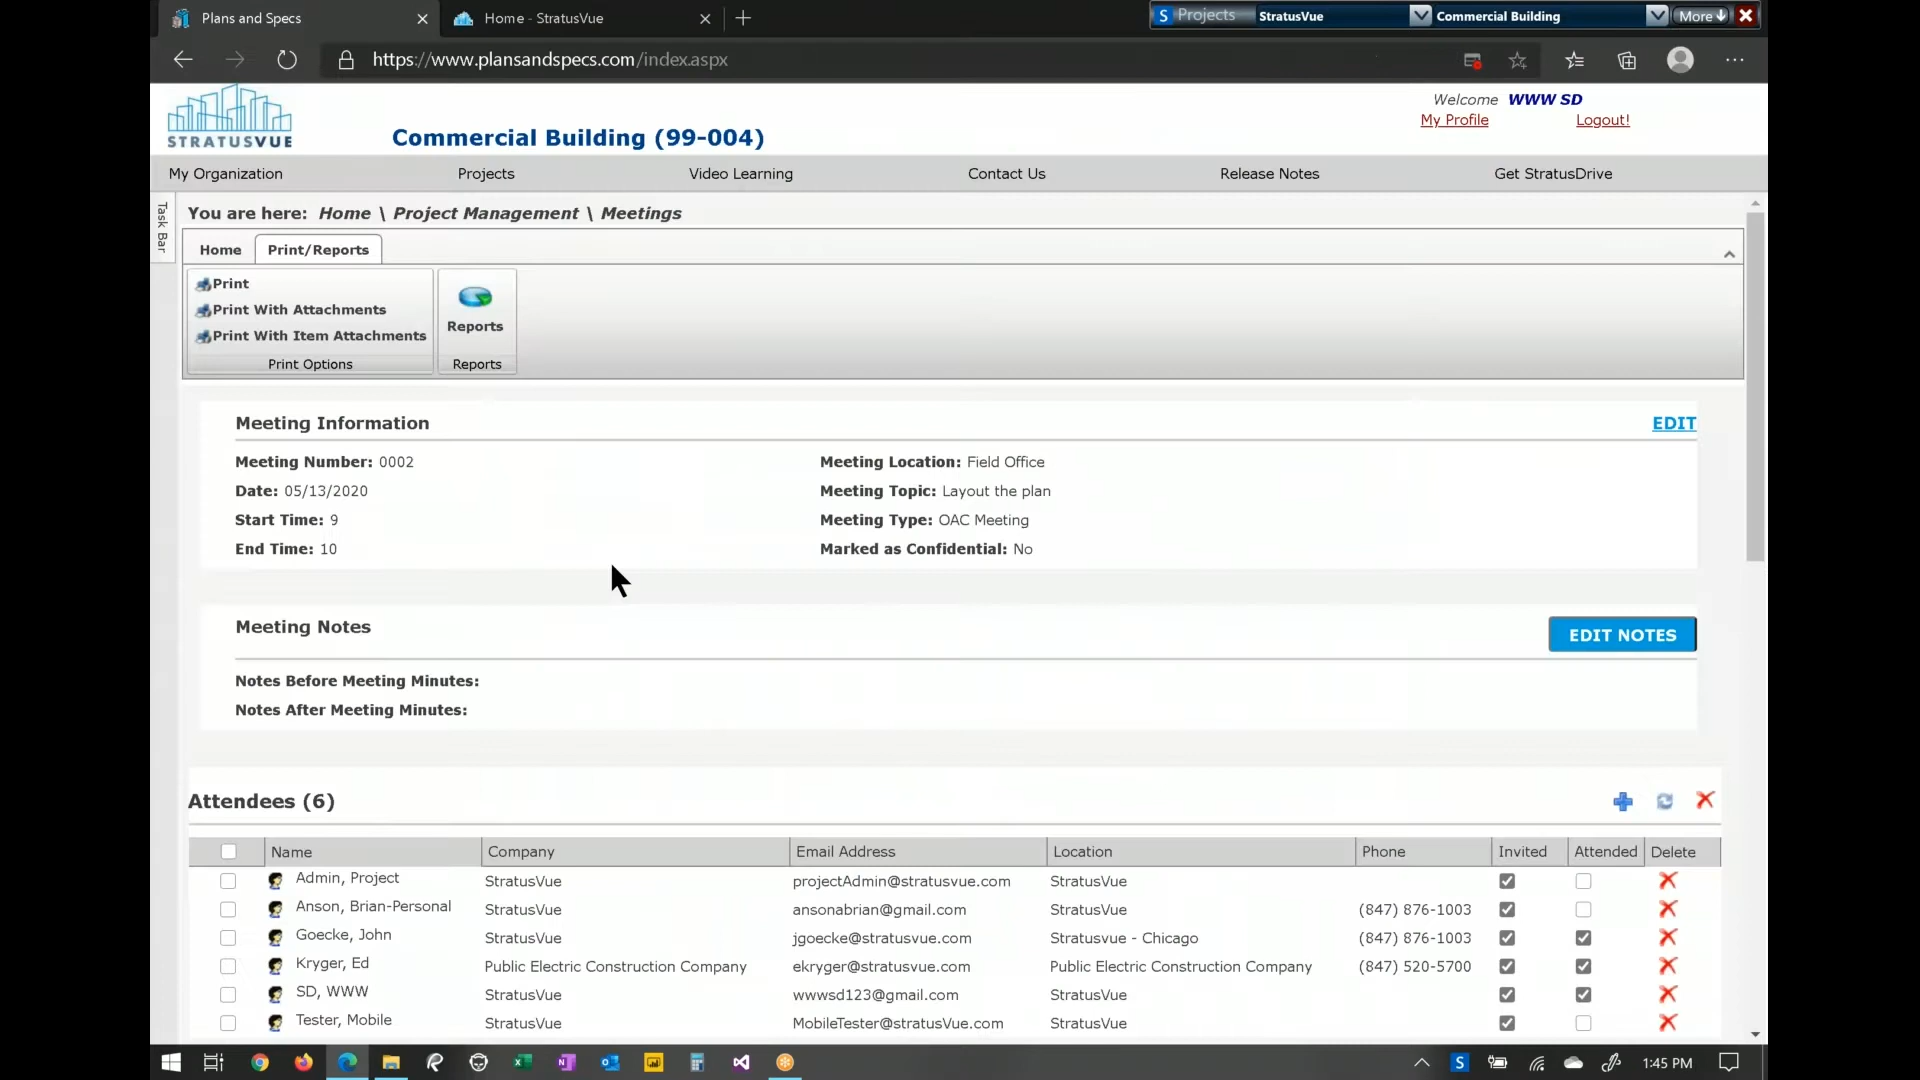 Plans and Specs
Home - StratusVue
S Projects StratusVue Commercial Building More
https://www.plansandspecs.com/index.aspx
STRATUSVUE
Commercial Building (99-004)
Welcome WWW SD
My Profile Logout!
My Organization Projects Video Learning Contact Us Release Notes Get StratusDrive
Task Bar
You are here: Home \ Project Management \ Meetings
Home Print/Reports
Print
Print With Attachments
Print With Item Attachments
Print Options
Reports
Reports
Meeting Information EDIT
Meeting Number: 0002 Meeting Location: Field Office
Date: 05/13/2020 Meeting Topic: Layout the plan
Start Time: 9 Meeting Type: OAC Meeting
End Time: 10 Marked as Confidential: No
Meeting Notes EDIT NOTES
Notes Before Meeting Minutes:
Notes After Meeting Minutes:
Attendees (6)
Name Company Email Address Location Phone Invited Attended Delete
Admin, Project StratusVue projectAdmin@stratusvue.com StratusVue
Anson, Brian-Personal StratusVue ansonabrian@gmail.com StratusVue (847) 876-1003
Goecke, John StratusVue jgoecke@stratusvue.com Stratusvue - Chicago (847) 876-1003
Kryger, Ed Public Electric Construction Company ekryger@stratusvue.com Public Electric Construction Company (847) 520-5700
SD, WWW StratusVue wwwsd123@gmail.com StratusVue
Tester, Mobile StratusVue MobileTester@stratusVue.com StratusVue
1:45 PM